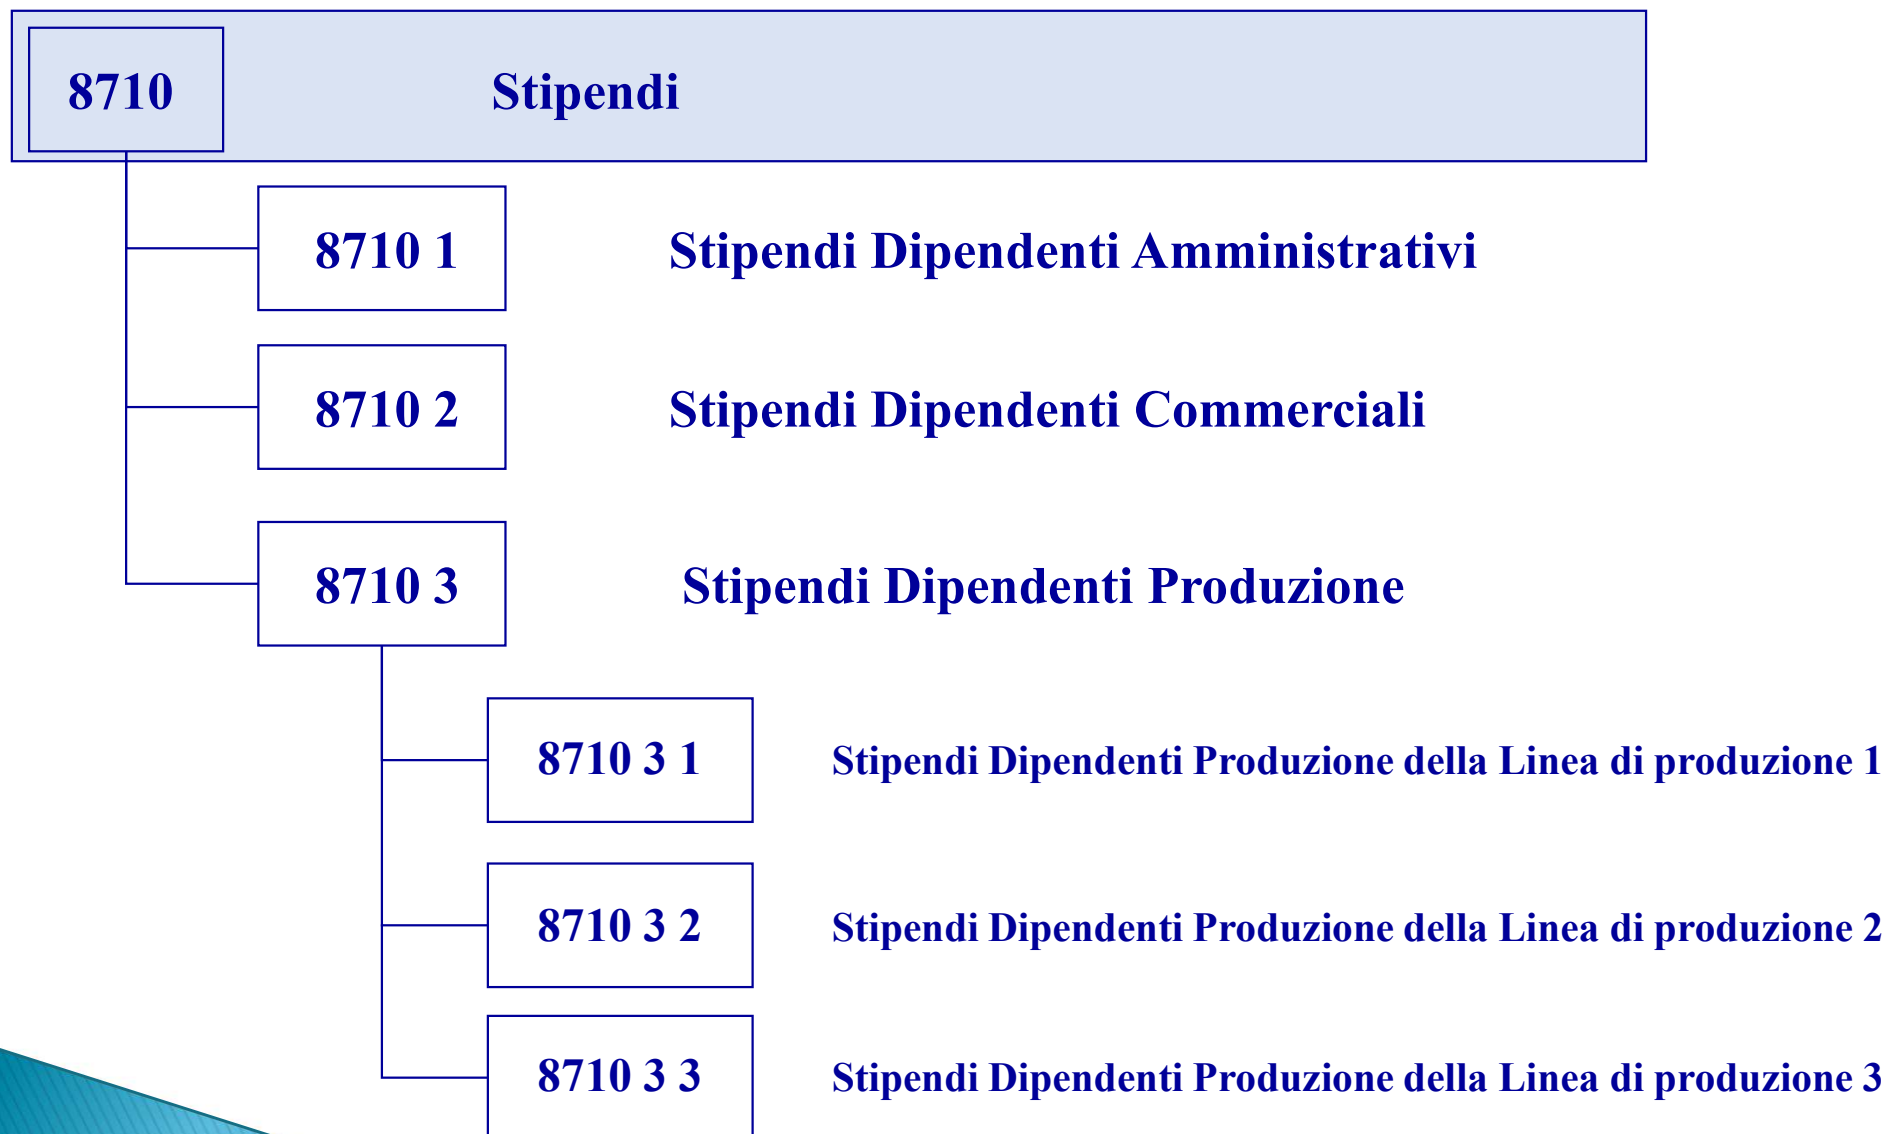 8710 Stipendi
8710 1 Stipendi Dipendenti Amministrativi
8710 2 Stipendi Dipendenti Commerciali
8710 3 Stipendi Dipendenti Produzione
8710 3 1 Stipendi Dipendenti Produzione della Linea di produzione 1
8710 3 2 Stipendi Dipendenti Produzione della Linea di produzione 2
8710 3 3 Stipendi Dipendenti Produzione della Linea di produzione 3